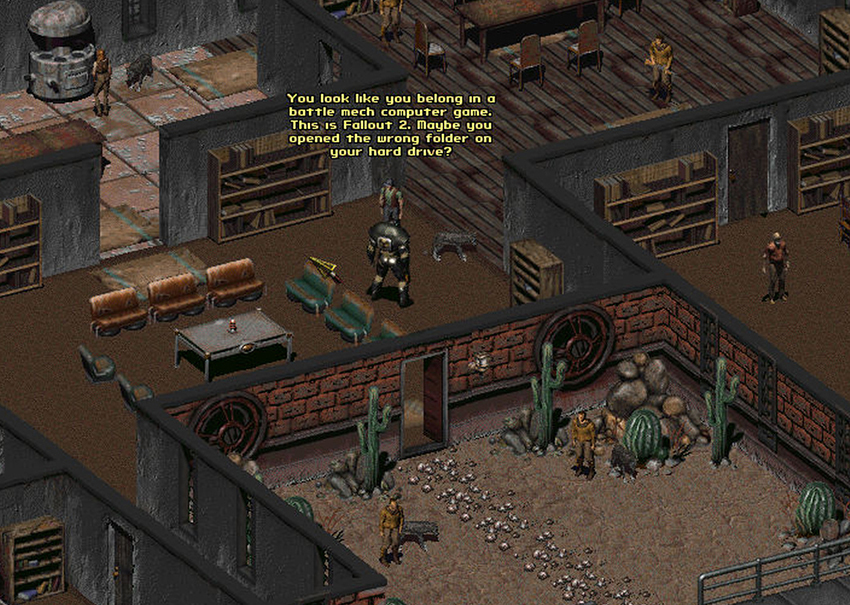 You look like you belong in a
battle mech computer game.
This is Fallout 2. Maybe you
opened the wrong folder on
your hard drive?